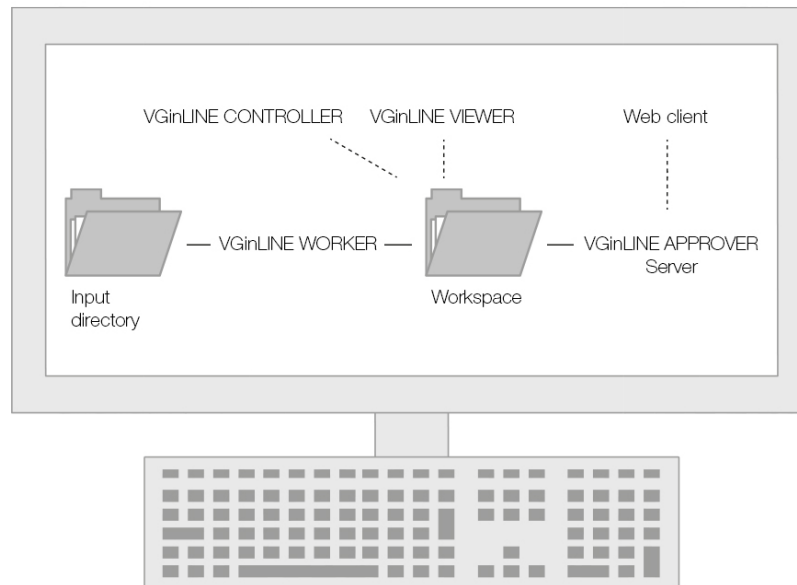 VGinLINE CONTROLLER
VGinLINE VIEWER
Web client
VGinLINE WORKER
VGinLINE APPROVER
Server
Input
directory
Workspace